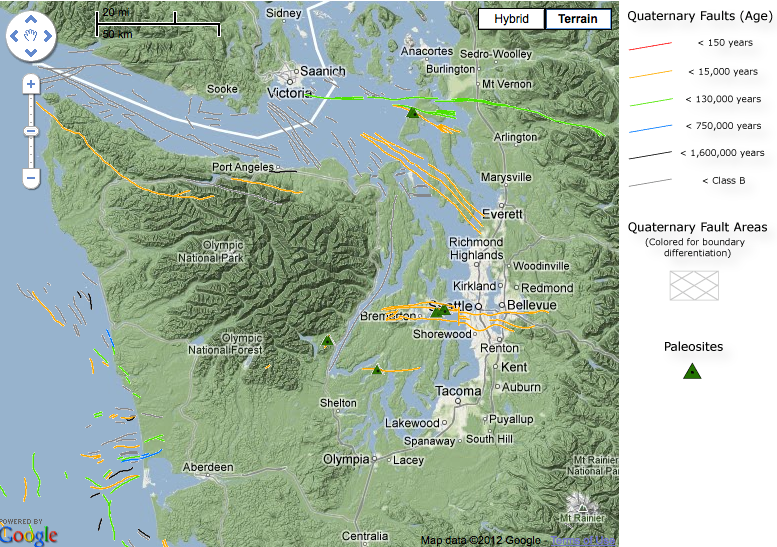 20 mi
50 km
Hybrid
Terrain
Sidney
Saanich
Victoria
Sooke
Anacortes
Sedro-Woolley
Burlington
Mt Vernon
Arlington
Port Angeles
Marysville
Everett
Olympic
National Park
Richmond
Highlands
Woodinville
Kirkland
Redmond
Seattle
Bellevue
Bremerton
Shorewood
Renton
Olympic
National Forest
Kent
Auburn
Tacoma
Shelton
Lakewood
Puyallup
Spanaway
South Hill
Olympia
Lacey
Aberdeen
Mt Rainier
National Pa
Mt Rainier
Centralia
POWERED BY
Google
Map data ©2012 Google -
Quaternary Faults (Age)
< 150 years
< 15,000 years
< 130,000 years
< 750,000 years
< 1,600,000 years
< Class B
Quaternary Fault Areas
(Colored for boundary
differentiation)
Paleosites